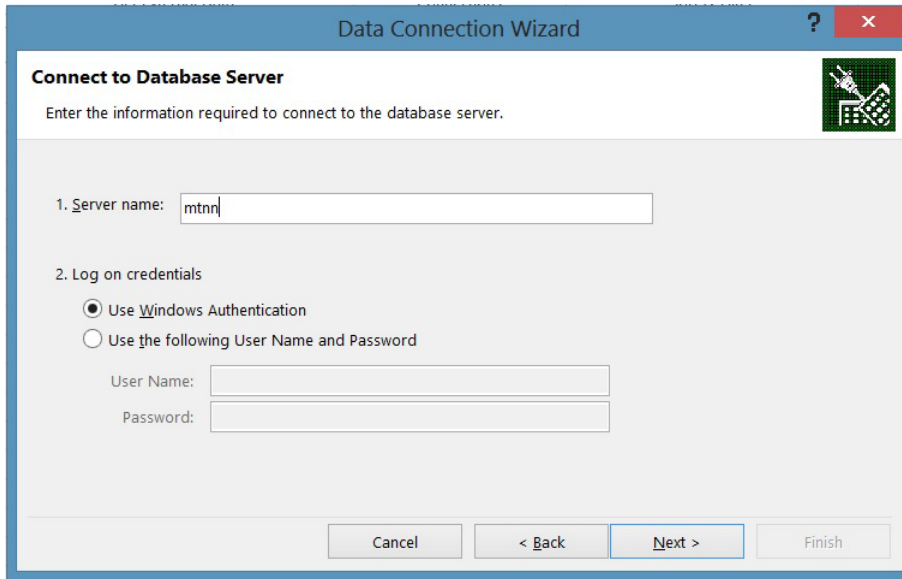 Data Connection Wizard
?
x
Connect to Database Server
Enter the information required to connect to the database server.
1. Server name: mtnn
2. Log on credentials
Use Windows Authentication
Use the following User Name and Password
User Name:
Password:
Cancel < Back Next > Finish